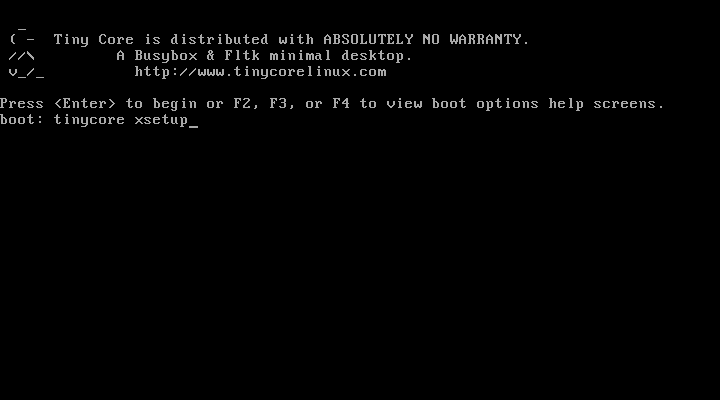 _
( -  Tiny Core is distributed with ABSOLUTELY NO WARRANTY.
//\         A Busybox & Fltk minimal desktop.
v_/_          http://www.tinycorelinux.com
Press <Enter> to begin or F2, F3, or F4 to view boot options help screens.
boot: tinycore xsetup_